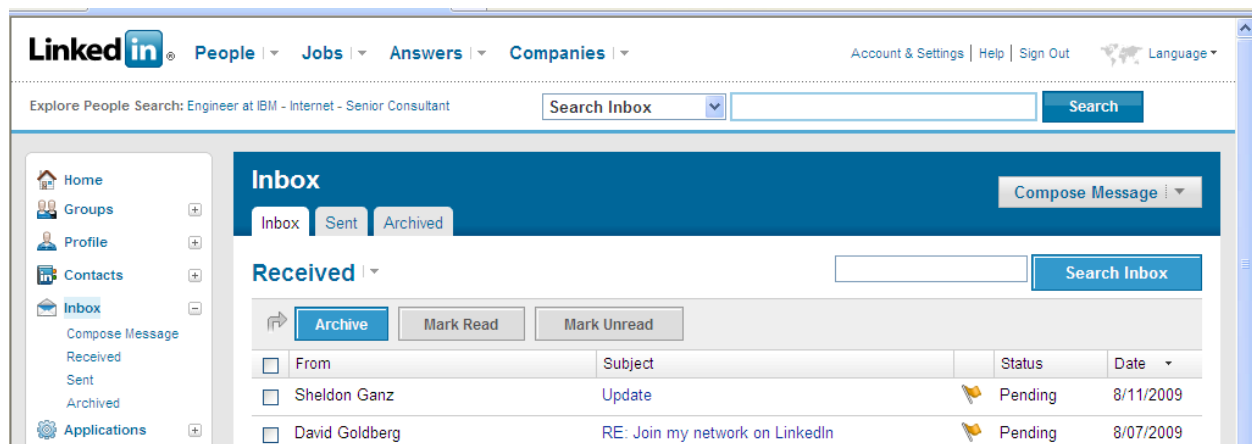 Linked in ® People Jobs Answers Companies Account & Settings | Help | Sign Out Language
Explore People Search: Engineer at IBM - Internet - Senior Consultant Search Inbox Search
Home
Groups
Profile
Contacts
Inbox
Compose Message
Received
Sent
Archived
Applications
Inbox
Compose Message
Inbox Sent Archived
Received Search Inbox
Archive Mark Read Mark Unread
From Subject Status Date
Sheldon Ganz Update Pending 8/11/2009
David Goldberg RE: Join my network on LinkedIn Pending 8/07/2009